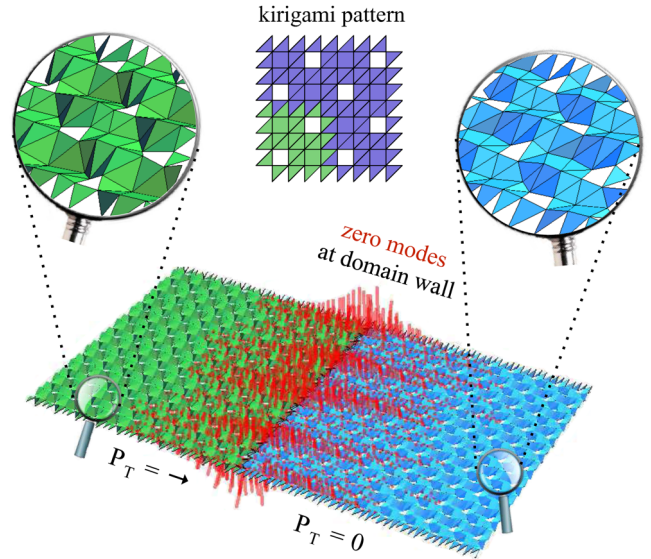 kirigami pattern
zero modes
at domain wall
P_T = →
P_T = 0